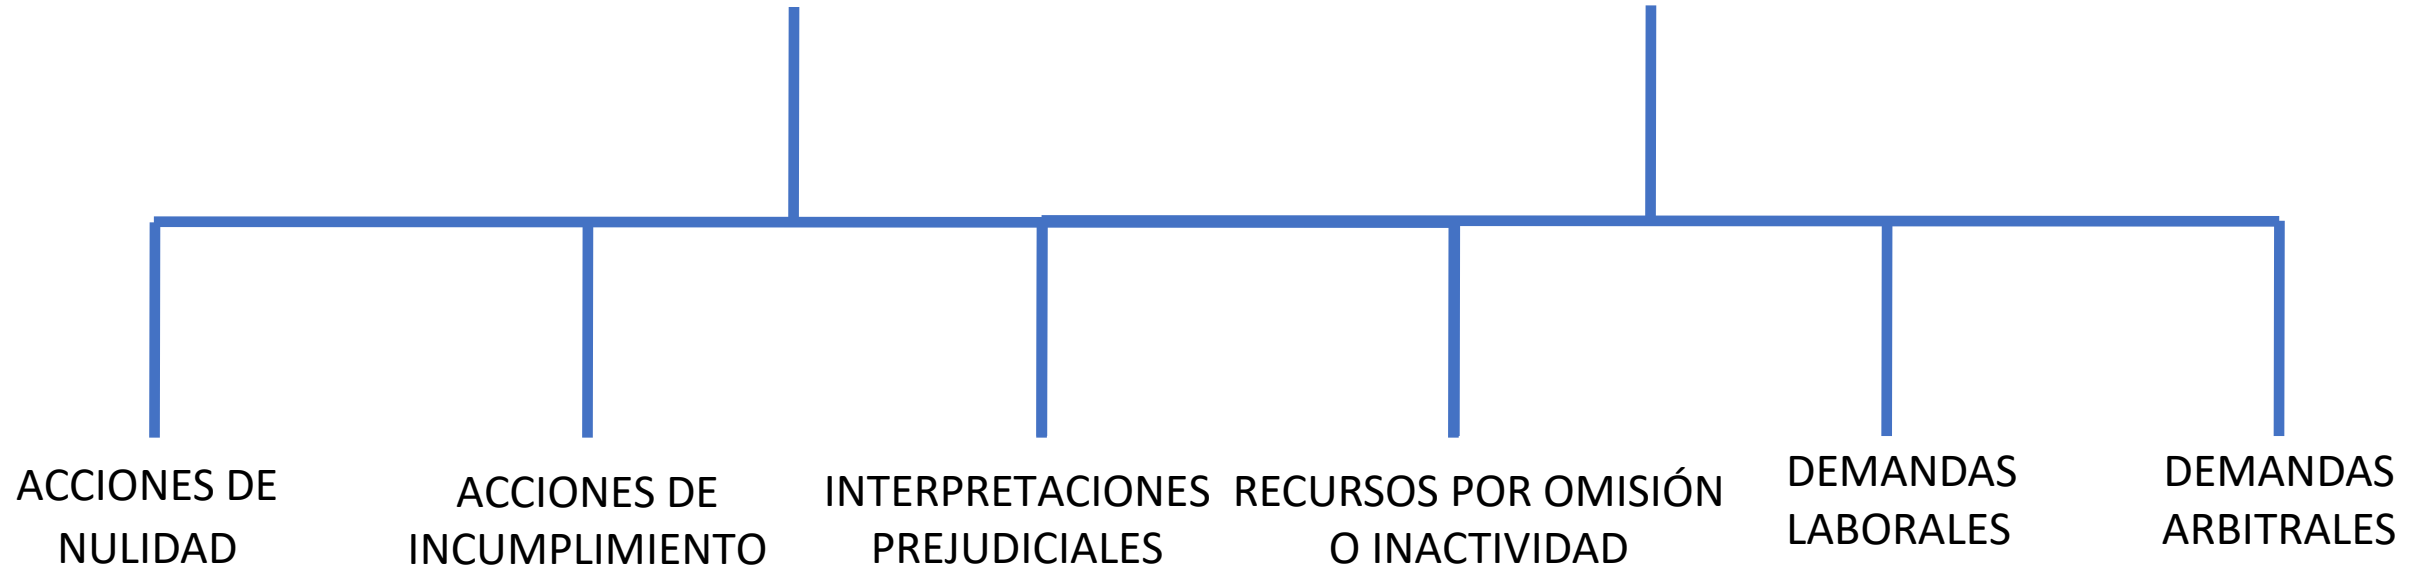 ACCIONES DE
NULIDAD
ACCIONES DE
INCUMPLIMIENTO
INTERPRETACIONES
PREJUDICIALES
RECURSOS POR OMISIÓN
O INACTIVIDAD
DEMANDAS
LABORALES
DEMANDAS
ARBITRALES